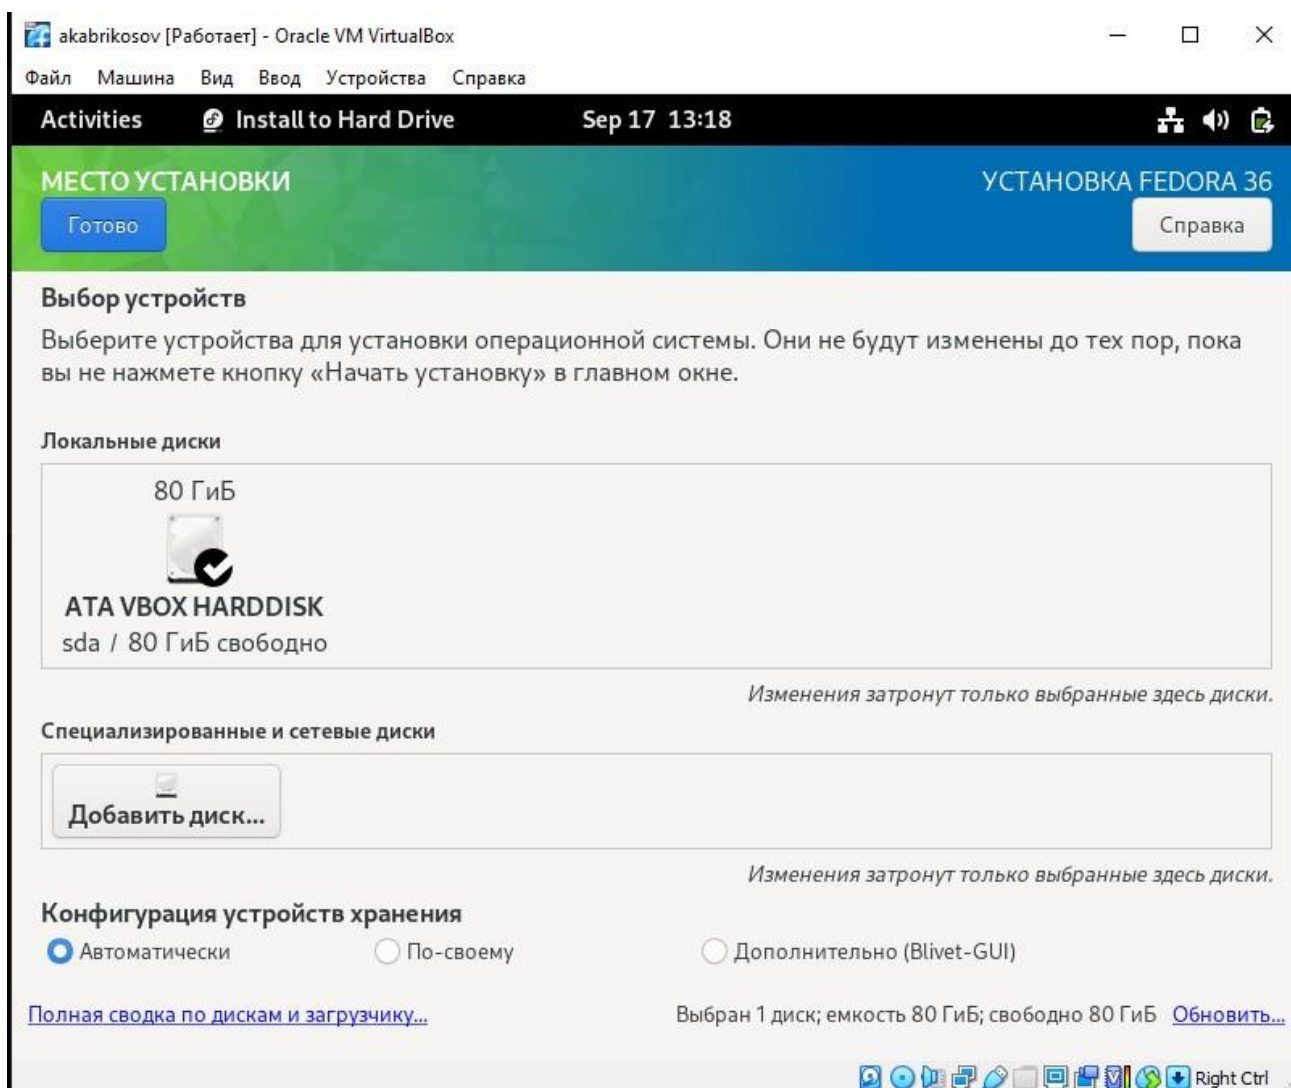 akabrikosov [Работает] - Oracle VM VirtualBox
Файл Машина Вид Ввод Устройства Справка
Activities Install to Hard Drive Sep 17 13:18
МЕСТО УСТАНОВКИ УСТАНОВКА FEDORA 36
Готово Справка
Выбор устройств
Выберите устройства для установки операционной системы. Они не будут изменены до тех пор, пока
вы не нажмете кнопку «Начать установку» в главном окне.
Локальные диски
80 ГиБ
ATA VBOX HARDDISK
sda / 80 ГиБ свободно
Изменения затронут только выбранные здесь диски.
Специализированные и сетевые диски
Добавить диск...
Изменения затронут только выбранные здесь диски.
Конфигурация устройств хранения
Автоматически По-своему Дополнительно (Blivet-GUI)
Полная сводка по дискам и загрузчику... Выбран 1 диск; емкость 80 ГиБ; свободно 80 ГиБ Обновить...
Right Ctrl